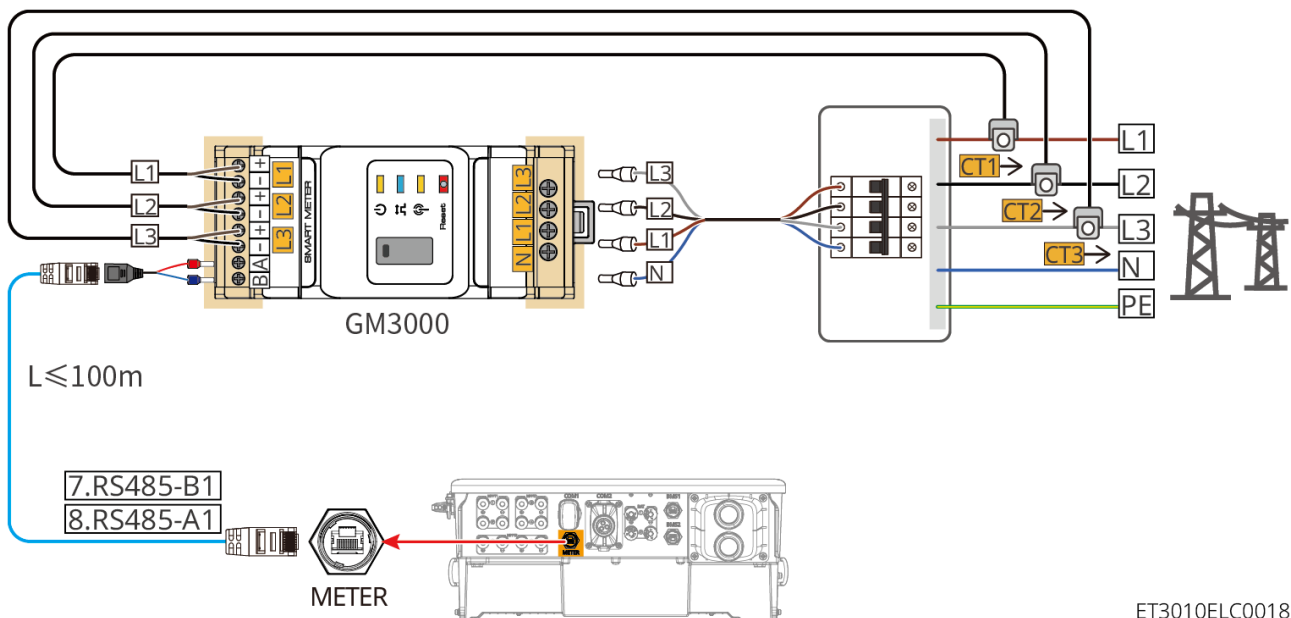 L1
CT1
L2
CT2
L3
CT3
N
PE
L1
L2
L3
+
-
+
-
+
-
A
B
L1
L2
L3
SMART METER
Reset
L3
L2
L1
N
L3
L2
L1
N
GM3000
L≤100m
7.RS485-B1
8.RS485-A1
METER
COM1
COM2
METER
ET3010ELC0018